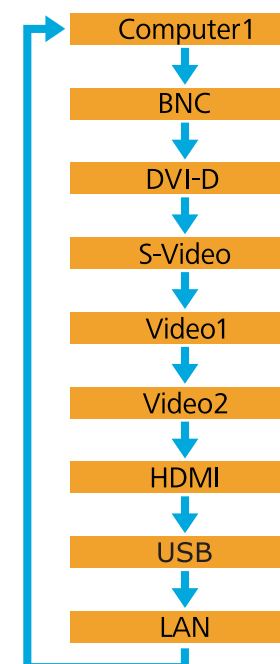 Computer1
BNC
DVI-D
S-Video
Video1
Video2
HDMI
USB
LAN